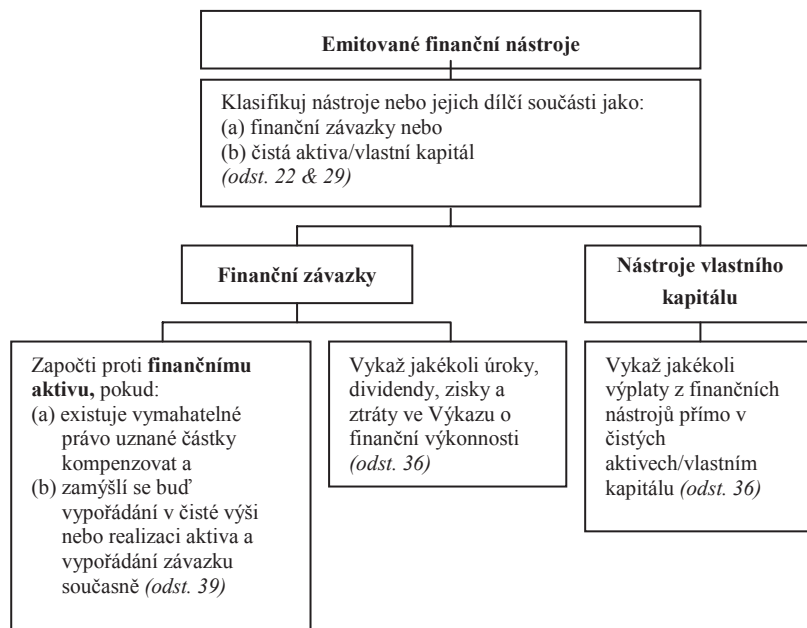 Emitované finanční nástroje
Klasifikuj nástroje nebo jejich dílčí součásti jako:
(a) finanční závazky nebo
(b) čistá aktiva/vlastní kapitál
(odst. 22 & 29)
Finanční závazky
Nástroje vlastního
kapitálu
Započti proti finančnímu
aktivu, pokud:
(a) existuje vymahatelné
právo uznané částky
kompenzovat a
(b) zamýšlí se buď
vypořádání v čisté výši
nebo realizaci aktiva a
vypořádání závazku
současně (odst. 39)
Vykaž jakékoli úroky,
dividendy, zisky a
ztráty ve Výkazu o
finanční výkonnosti
(odst. 36)
Vykaž jakékoli
výplaty z finančních
nástrojů přímo v
čistých
aktivech/vlastním
kapitálu (odst. 36)